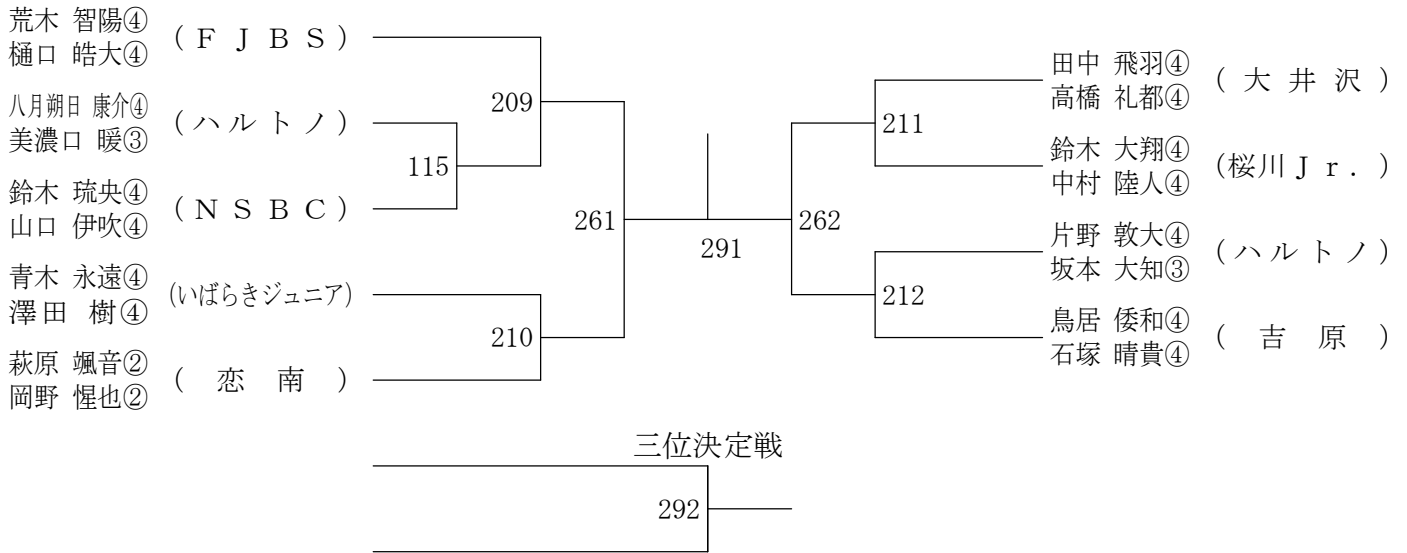 荒木 智陽④
樋口 皓大④
(ＦＪＢＳ)
八月朔日 康介④
美濃口 暖③
(ハルトノ)
鈴木 琉央④
山口 伊吹④
(ＮＳＢＣ)
青木 永遠④
澤田 樹④
(いばらきジュニア)
萩原 颯音②
岡野 惺也②
(恋南)
115
209
210
261
291
262
211
212
田中 飛羽④
高橋 礼都④
(大井沢)
鈴木 大翔④
中村 陸人④
(桜川Ｊｒ．)
片野 敦大④
坂本 大知③
(ハルトノ)
鳥居 倭和④
石塚 晴貴④
(吉原)
三位決定戦
292